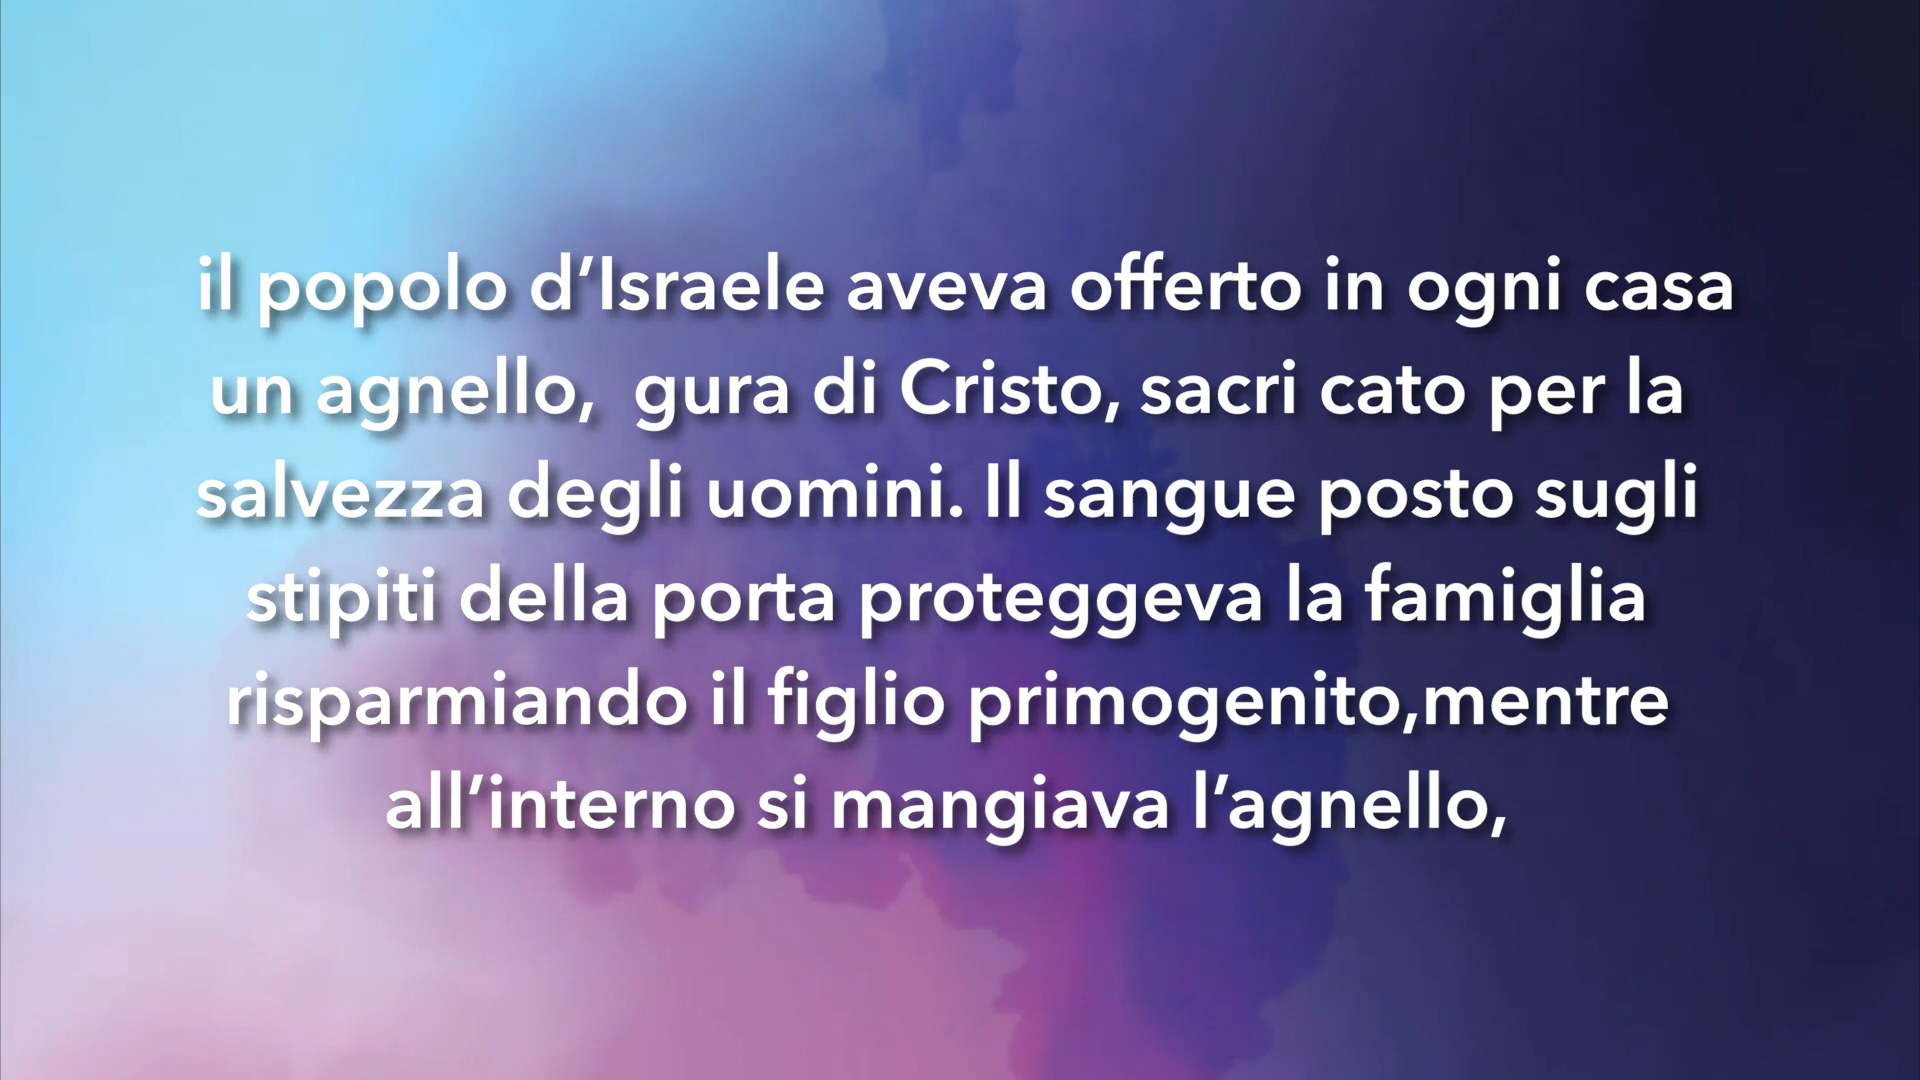 il popolo d’Israele aveva offerto in ogni casa
un agnello,  gura di Cristo, sacri cato per la
salvezza degli uomini. Il sangue posto sugli
stipiti della porta proteggeva la famiglia
risparmiando il figlio primogenito,mentre
all’interno si mangiava l’agnello,